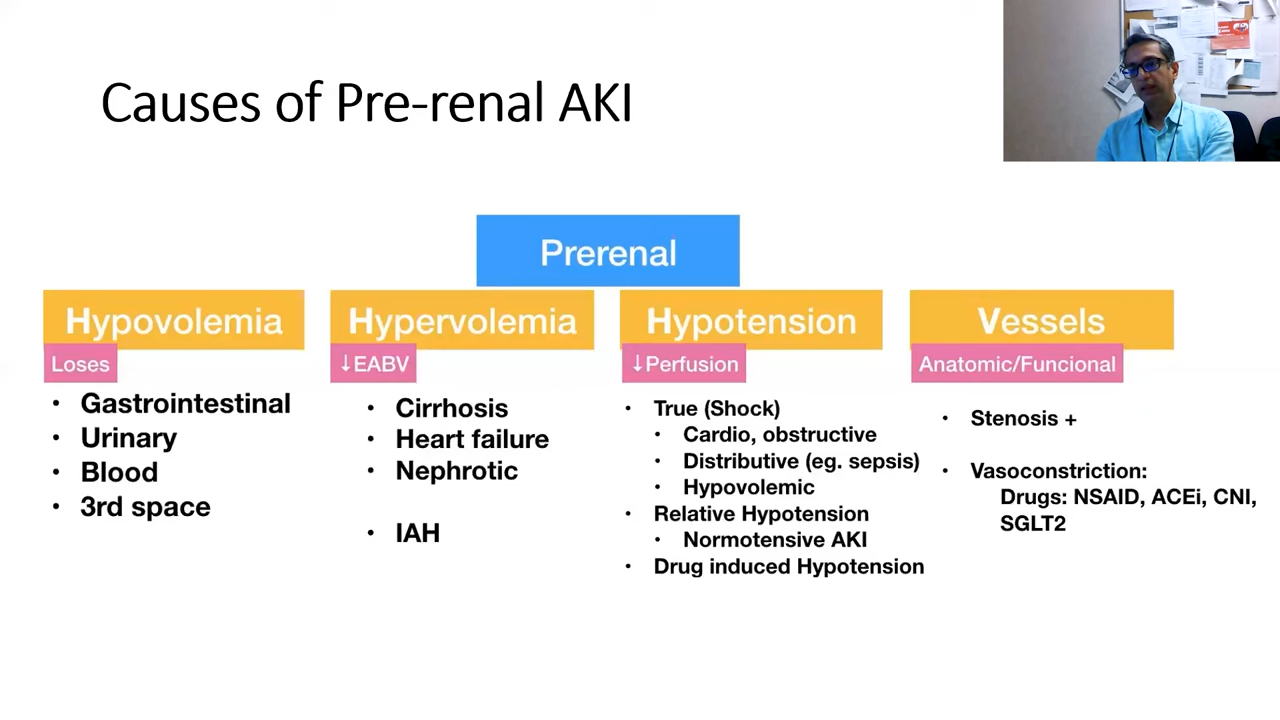 Causes of Pre-renal AKI
Prerenal
Hypovolemia
Loses
• Gastrointestinal
• Urinary
• Blood
• 3rd space
Hypervolemia
↓EABV
• Cirrhosis
• Heart failure
• Nephrotic
• IAH
Hypotension
↓Perfusion
• True (Shock)
• Cardio, obstructive
• Distributive (eg. sepsis)
• Hypovolemic
• Relative Hypotension
• Normotensive AKI
• Drug induced Hypotension
Vessels
Anatomic/Funcional
• Stenosis +
• Vasoconstriction:
Drugs: NSAID, ACEi, CNI,
SGLT2